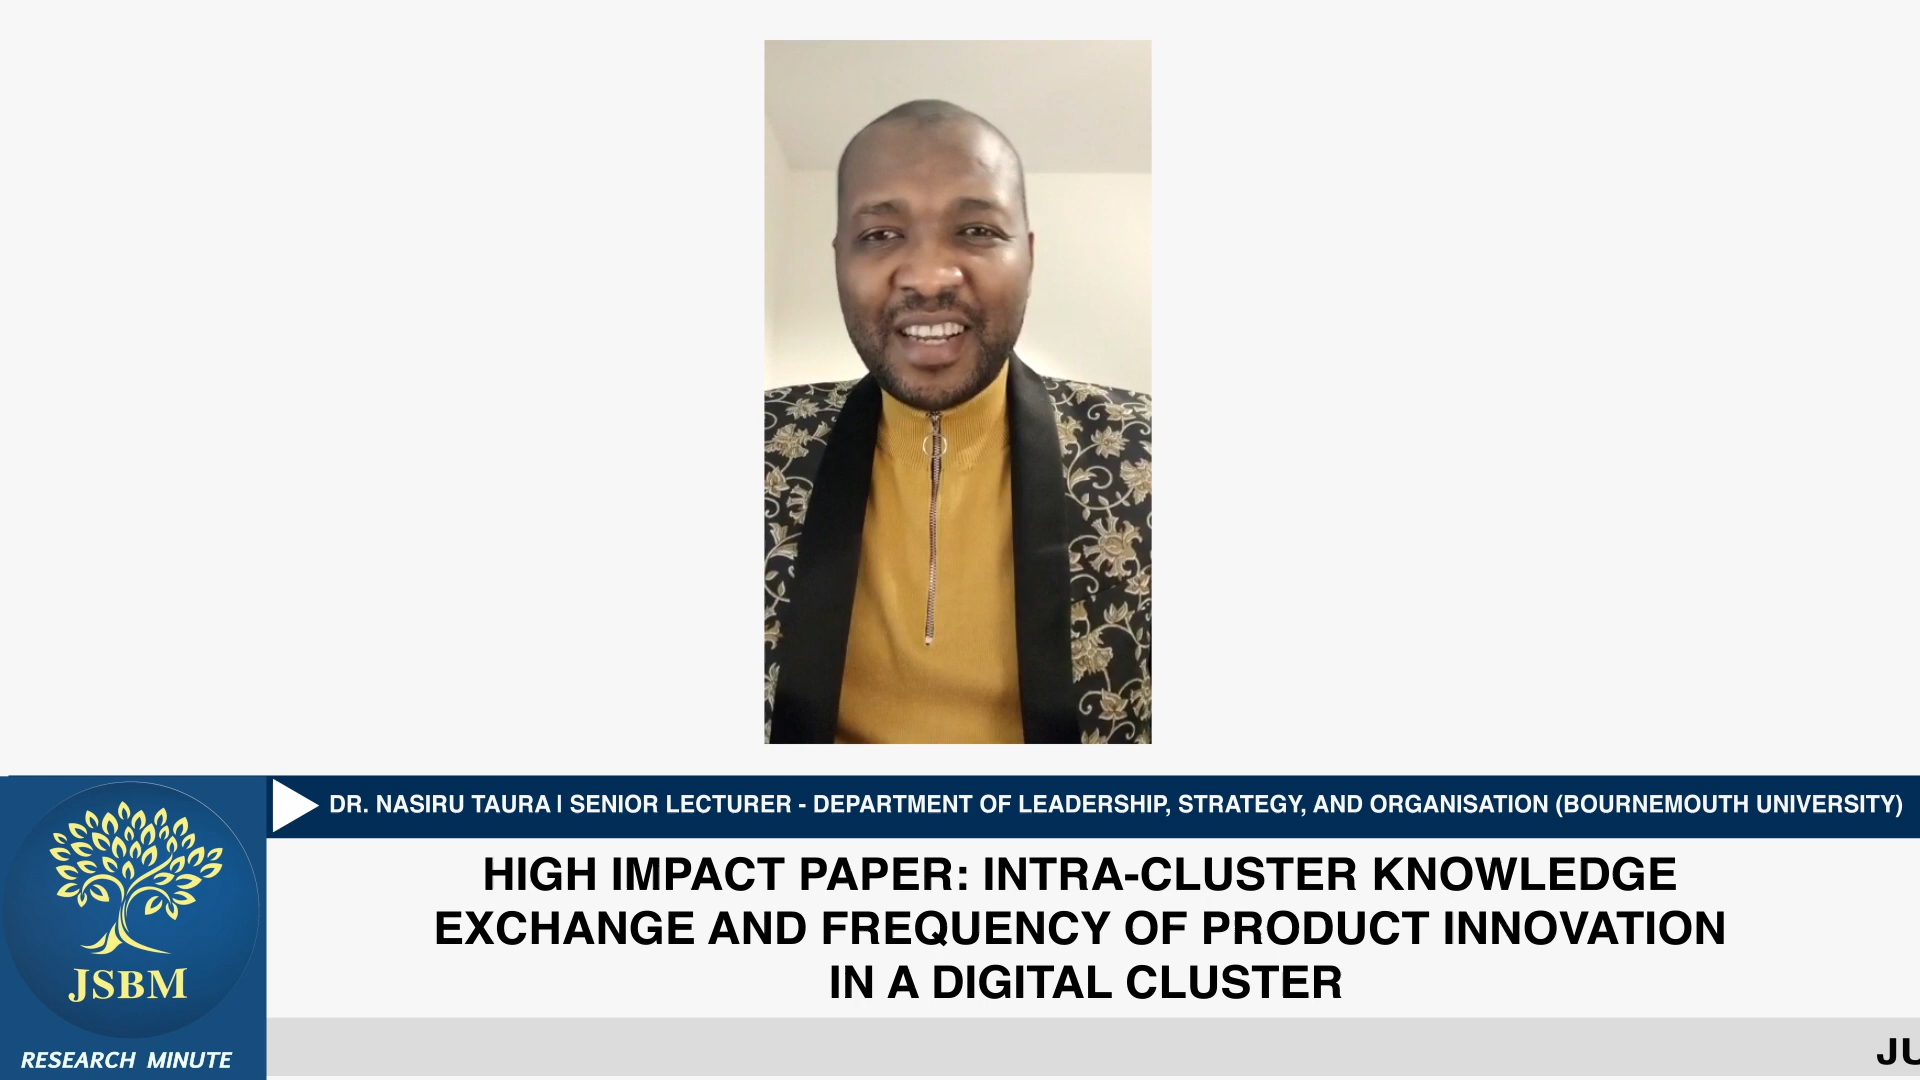 DR. NASIRU TAURA | SENIOR LECTURER - DEPARTMENT OF LEADERSHIP, STRATEGY, AND ORGANISATION (BOURNEMOUTH UNIVERSITY)
HIGH IMPACT PAPER: INTRA-CLUSTER KNOWLEDGE
EXCHANGE AND FREQUENCY OF PRODUCT INNOVATION
IN A DIGITAL CLUSTER
JSBM
RESEARCH MINUTE